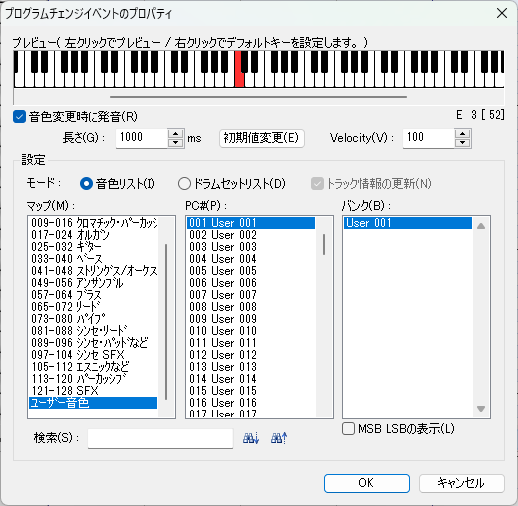 プログラムチェンジイベントのプロパティ
プレビュー( 左クリックでプレビュー / 右クリックでデフォルトキーを設定します。 )
音色変更時に発音(R)
E 3 [ 52]
長さ(G) : 1000 ms 初期値変更(E) Velocity(V) : 100
設定
モード : 音色リスト(I) ドラムセットリスト(D) トラック情報の更新(N)
マップ(M) :
009-016 クロマチック・パーカッシ
017-024 オルガン
025-032 ギター
033-040 ベース
041-048 ストリングス/オーケス
049-056 アンサンブル
057-064 ブラス
065-072 リード
073-080 パイプ
081-088 シンセ・リード
089-096 シンセ・パッドなど
097-104 シンセ SFX
105-112 エスニックなど
113-120 パーカッシブ
121-128 SFX
ユーザー音色
PC#(P) :
001 User 001
002 User 002
003 User 003
004 User 004
005 User 005
006 User 006
007 User 007
008 User 008
009 User 009
010 User 010
011 User 011
012 User 012
013 User 013
014 User 014
015 User 015
016 User 016
017 User 017
バンク(B) :
User 001
MSB LSBの表示(L)
検索(S) :
OK キャンセル